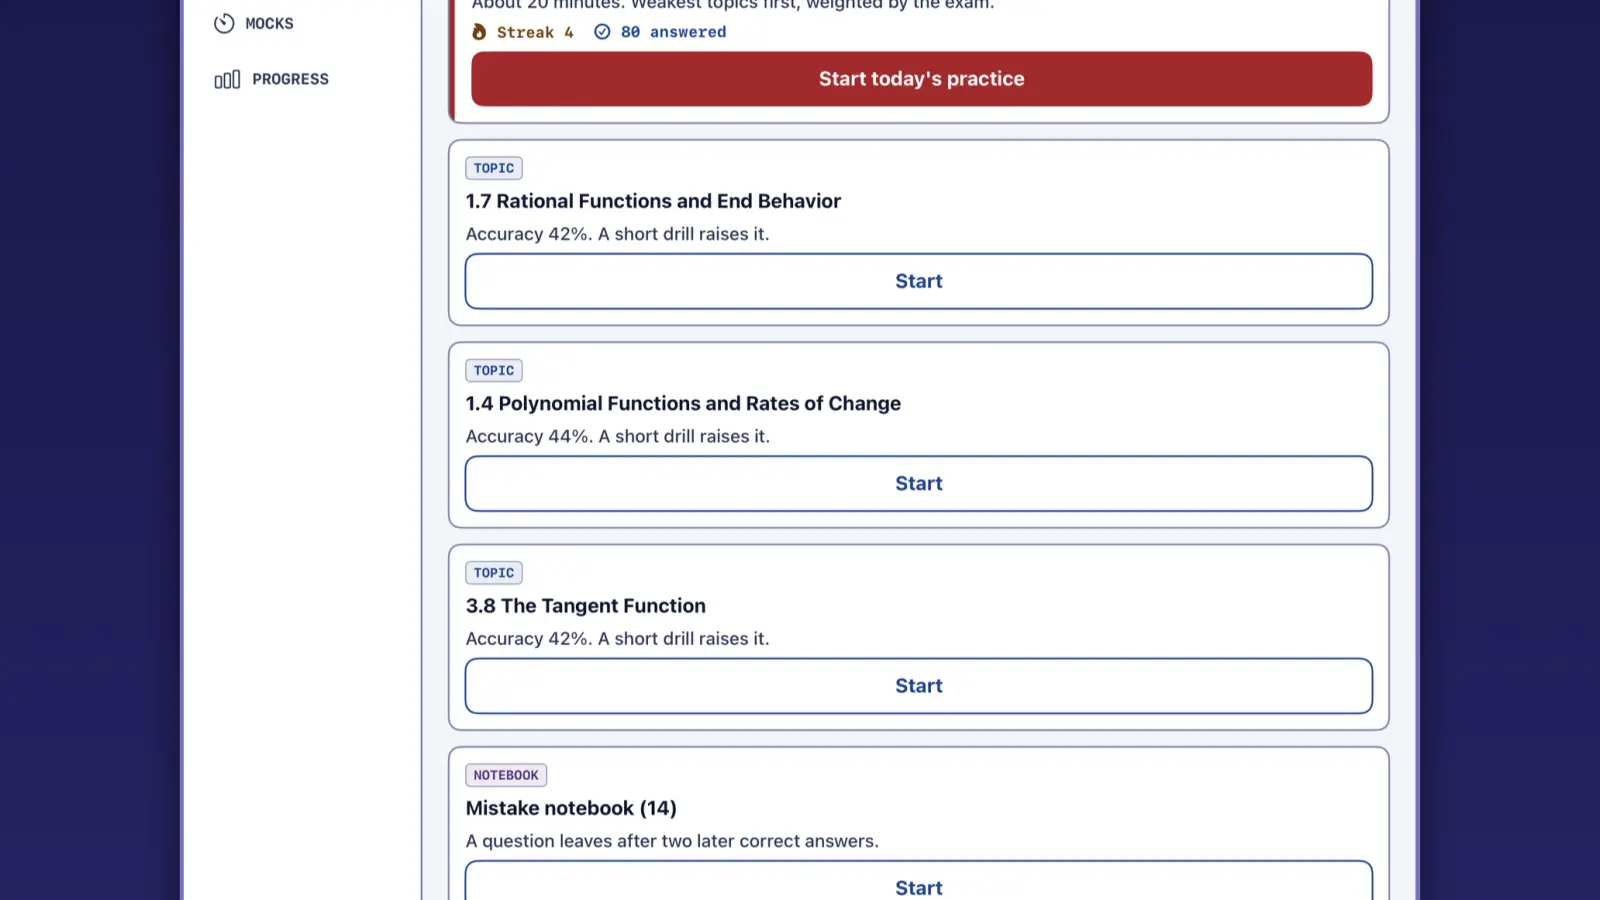 MOCKS
PROGRESS
About 20 minutes. Weakest topics first, weighted by the exam.
Streak 4 80 answered
Start today's practice
TOPIC
1.7 Rational Functions and End Behavior
Accuracy 42%. A short drill raises it.
Start
TOPIC
1.4 Polynomial Functions and Rates of Change
Accuracy 44%. A short drill raises it.
Start
TOPIC
3.8 The Tangent Function
Accuracy 42%. A short drill raises it.
Start
NOTEBOOK
Mistake notebook (14)
A question leaves after two later correct answers.
Start